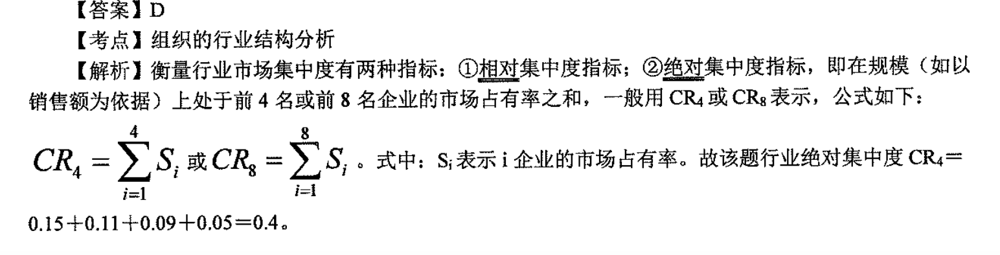 【答案】D
【考点】组织的行业结构分析
【解析】衡量行业市场集中度有两种指标：①相对集中度指标；②绝对集中度指标，即在规模（如以
销售额为依据）上处于前 4 名或前 8 名企业的市场占有率之和，一般用 CR₄ 或 CR₈ 表示，公式如下：
$CR_4 = \sum_{i=1}^{4} S_i$ 或 $CR_8 = \sum_{i=1}^{8} S_i$ 。式中：Sᵢ 表示 i 企业的市场占有率。故该题行业绝对集中度 CR₄＝
0.15＋0.11＋0.09＋0.05＝0.4。